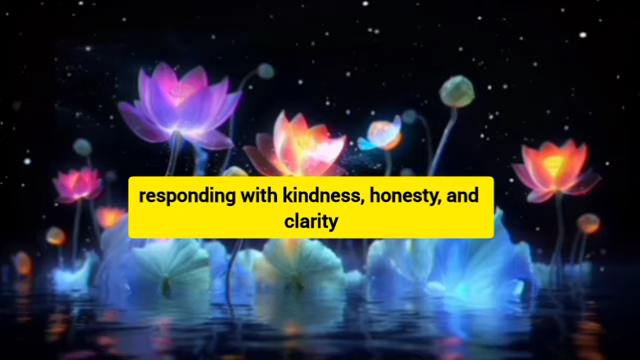 responding with kindness, honesty, and
clarity